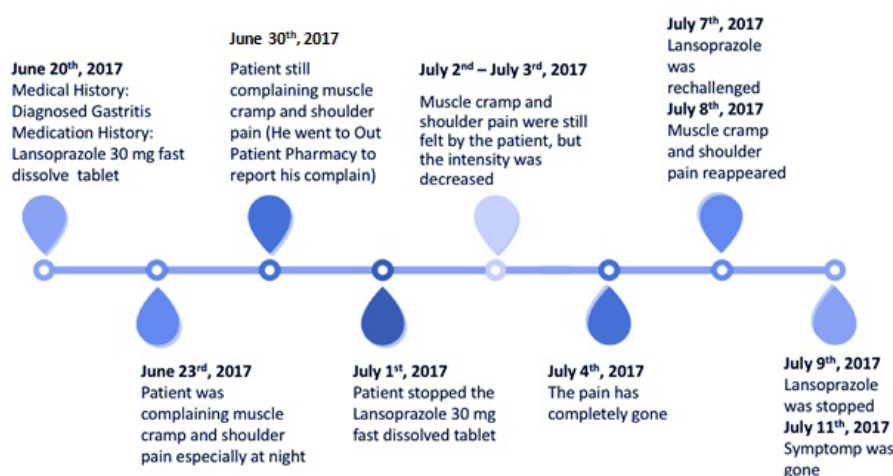 June 20th, 2017
Medical History:
Diagnosed Gastritis
Medication History:
Lansoprazole 30 mg fast
dissolve tablet
June 23rd, 2017
Patient was
complaining muscle
cramp and shoulder
pain especially at night
June 30th, 2017
Patient still
complaining muscle
cramp and shoulder
pain (He went to Out
Patient Pharmacy to
report his complain)
July 1st, 2017
Patient stopped the
Lansoprazole 30 mg
fast dissolved tablet
July 2nd – July 3rd, 2017
Muscle cramp and
shoulder pain were still
felt by the patient, but
the intensity was
decreased
July 4th, 2017
The pain has
completely gone
July 7th, 2017
Lansoprazole
was
rechallenged
July 8th, 2017
Muscle cramp
and shoulder
pain reappeared
July 9th, 2017
Lansoprazole
was stopped
July 11th, 2017
Symptomp was
gone